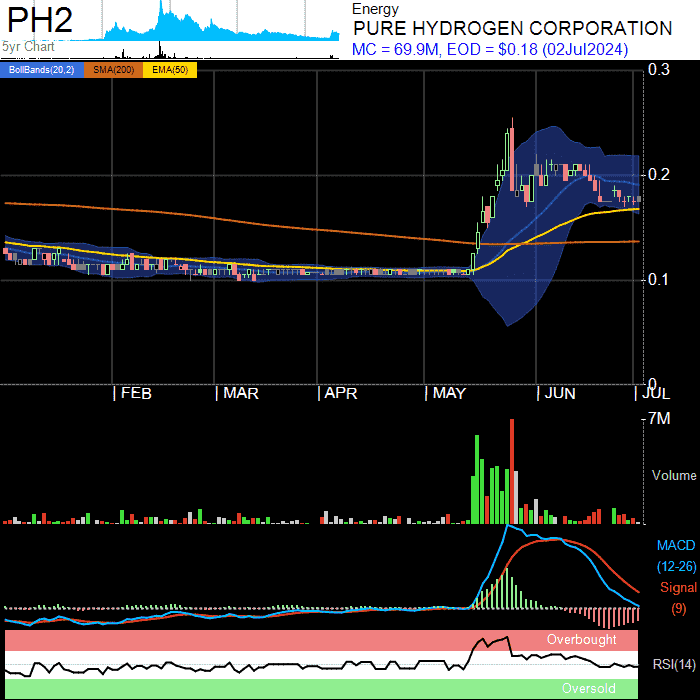 PH2
5yr Chart
Energy
PURE HYDROGEN CORPORATION
MC = 69.9M, EOD = $0.18 (02Jul2024)
BollBands(20,2) SMA(200) EMA(50)
0.3
0.2
0.1
0
FEB MAR APR MAY JUN JUL
7M
Volume
MACD
(12-26)
Signal
(9)
Overbought
RSI(14)
Oversold